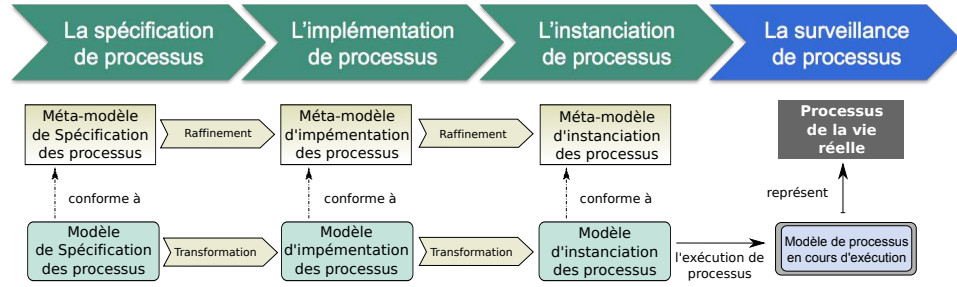 La spécification
de processus
L'implémentation
de processus
L'instanciation
de processus
La surveillance
de processus
Méta-modèle
de Spécification
des processus
Raffinement
Méta-modèle
d'impémentation
des processus
Raffinement
Méta-modèle
d'instanciation
des processus
Processus
de la vie
réelle
conforme à
conforme à
conforme à
représent
Modèle
de Spécification
des processus
Transformation
Modèle
d'impémentation
des processus
Transformation
Modèle
d'instanciation
des processus
l'exécution de
processus
Modèle de processus
en cours d'exécution